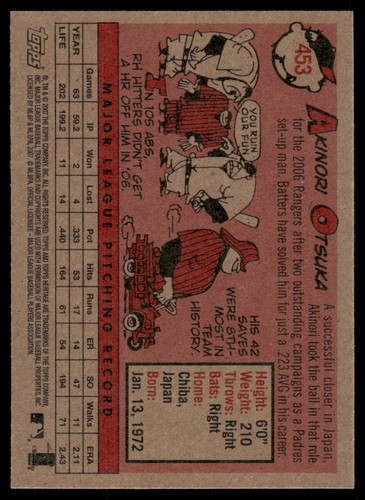 453
AKINORI OTSUKA
A successful closer in Japan,
Akinori took the ball in that role
for the 2006 Rangers after two outstanding campaigns as a Padres
set-up man. Batters have solved him for just a .223 AVG in his career.
Height: 6'0"
Weight: 210
Throws: Right
Bats: Right
Home: Chiba,
Japan
Born:
Jan. 13, 1972
YOU RUIN
OUR FUN.
IN 105 ABS,
RH HITTERS DIDN'T GET
A HR OFF HIM IN '06.
HIS 42
SAVES
WERE 8TH-
MOST IN
TEAM
HISTORY.
MAJOR LEAGUE PITCHING RECORD
YEAR Games IP Won Lost Pct Hits Runs ER SO Walks ERA
YEAR 63 59.2 2 4 .333 53 17 14 47 11 2.11
LIFE 202 196.2 11 14 .440 164 61 54 194 71 2.43
Topps